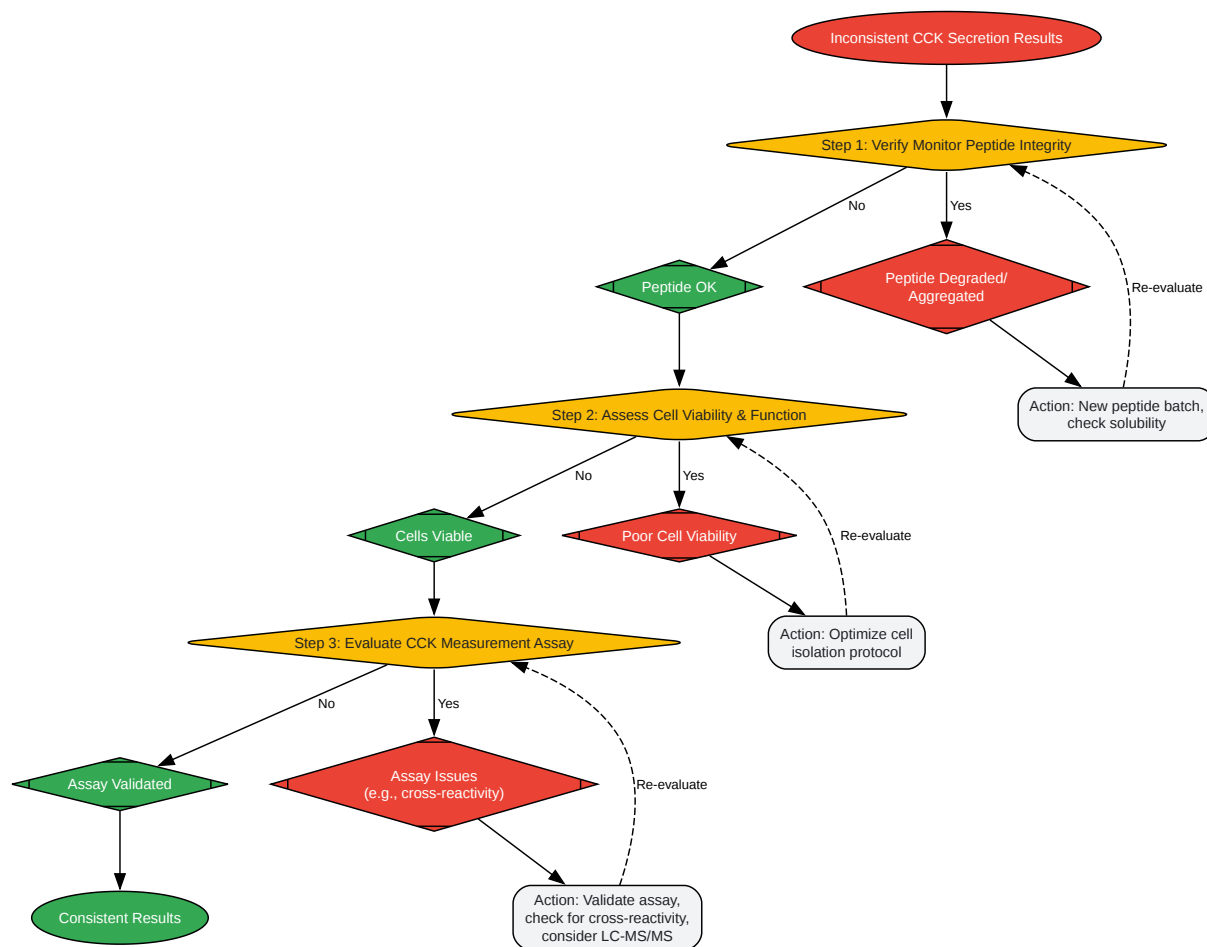 Inconsistent CCK Secretion Results
Step 1: Verify Monitor Peptide Integrity
No
Yes
Peptide OK
Peptide Degraded/
Aggregated
Re-evaluate
Action: New peptide batch,
check solubility
Step 2: Assess Cell Viability & Function
No
Yes
Cells Viable
Poor Cell Viability
Re-evaluate
Action: Optimize cell
isolation protocol
Step 3: Evaluate CCK Measurement Assay
No
Yes
Assay Validated
Assay Issues
(e.g., cross-reactivity)
Re-evaluate
Consistent Results
Action: Validate assay,
check for cross-reactivity,
consider LC-MS/MS